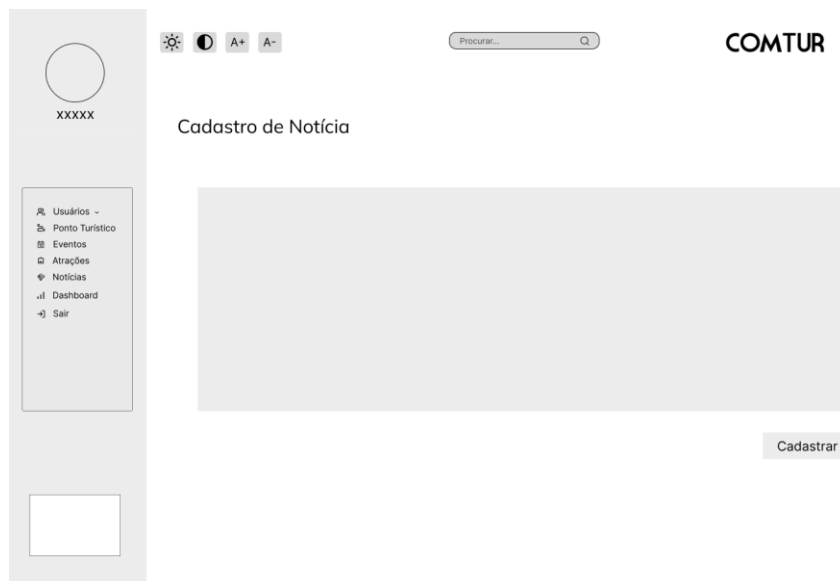 A+ A-
Procurar...
COMTUR
XXXXX
Cadastro de Notícia
Usuários
Ponto Turístico
Eventos
Atrações
Notícias
Dashboard
Sair
Cadastrar